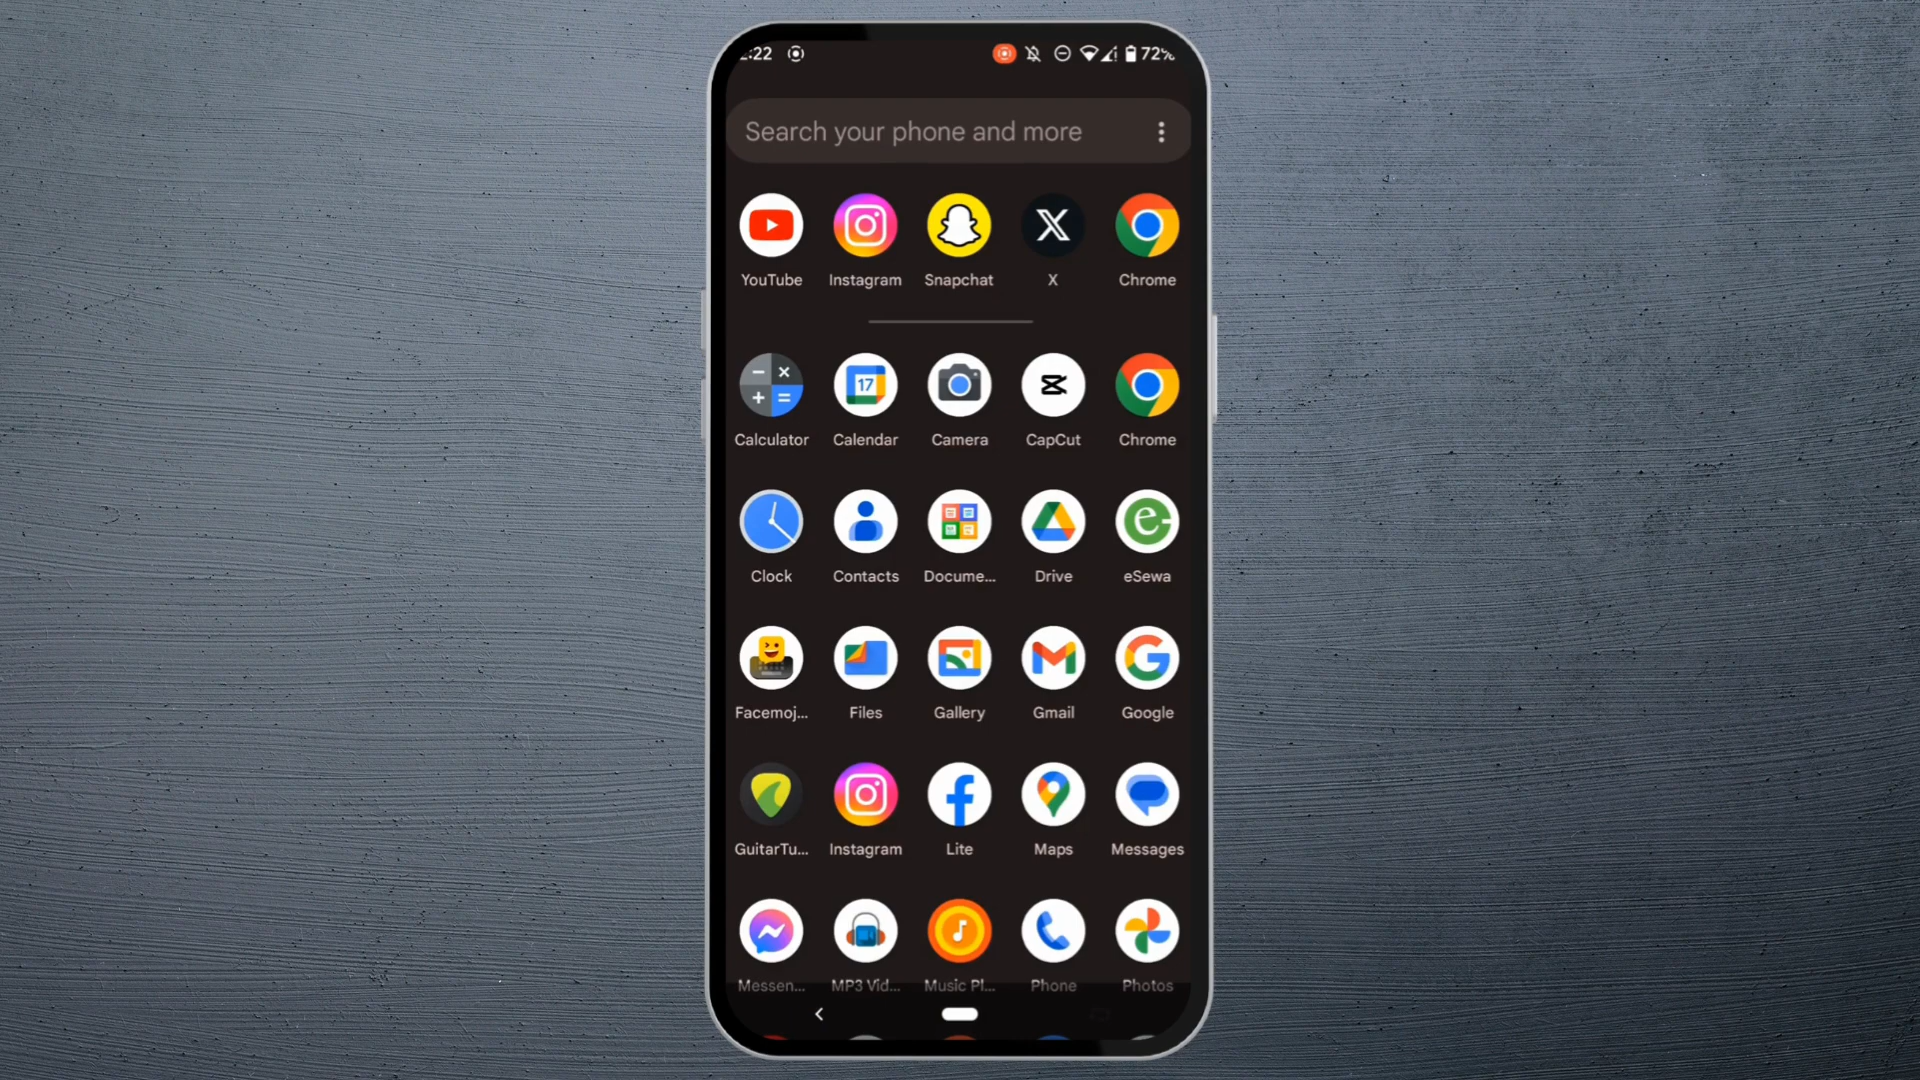 :22 72%
Search your phone and more
YouTube Instagram Snapchat X Chrome
17
Calculator Calendar Camera CapCut Chrome
Clock Contacts Docume... Drive eSewa
Facemoj... Files Gallery Gmail Google
GuitarTu... Instagram Lite Maps Messages
Messen... MP3 Vid... Music Pl... Phone Photos